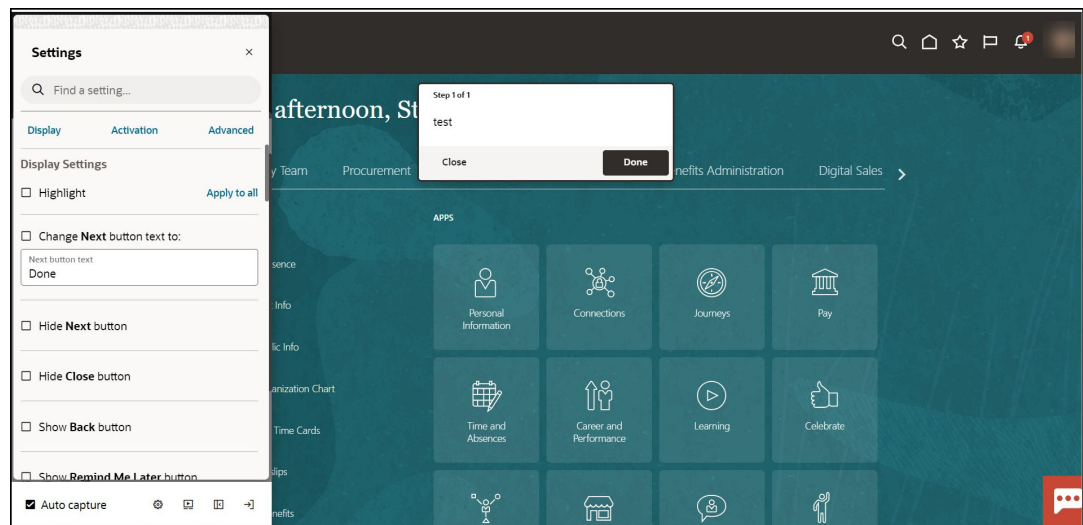 Settings
×
Find a setting...
Display Activation Advanced
Display Settings
Highlight Apply to all
Change Next button text to:
Next button text
Done
Hide Next button
Hide Close button
Show Back button
Show Remind Me Later button
Auto capture
1
afternoon, St
Step 1 of 1
test
Close Done
y Team Procurement nefits Administration Digital Sales
APPS
sence
Info
lic Info
anization Chart
Time Cards
slips
nefits
Personal
Information
Connections
Journeys
Pay
Time and
Absences
Career and
Performance
Learning
Celebrate